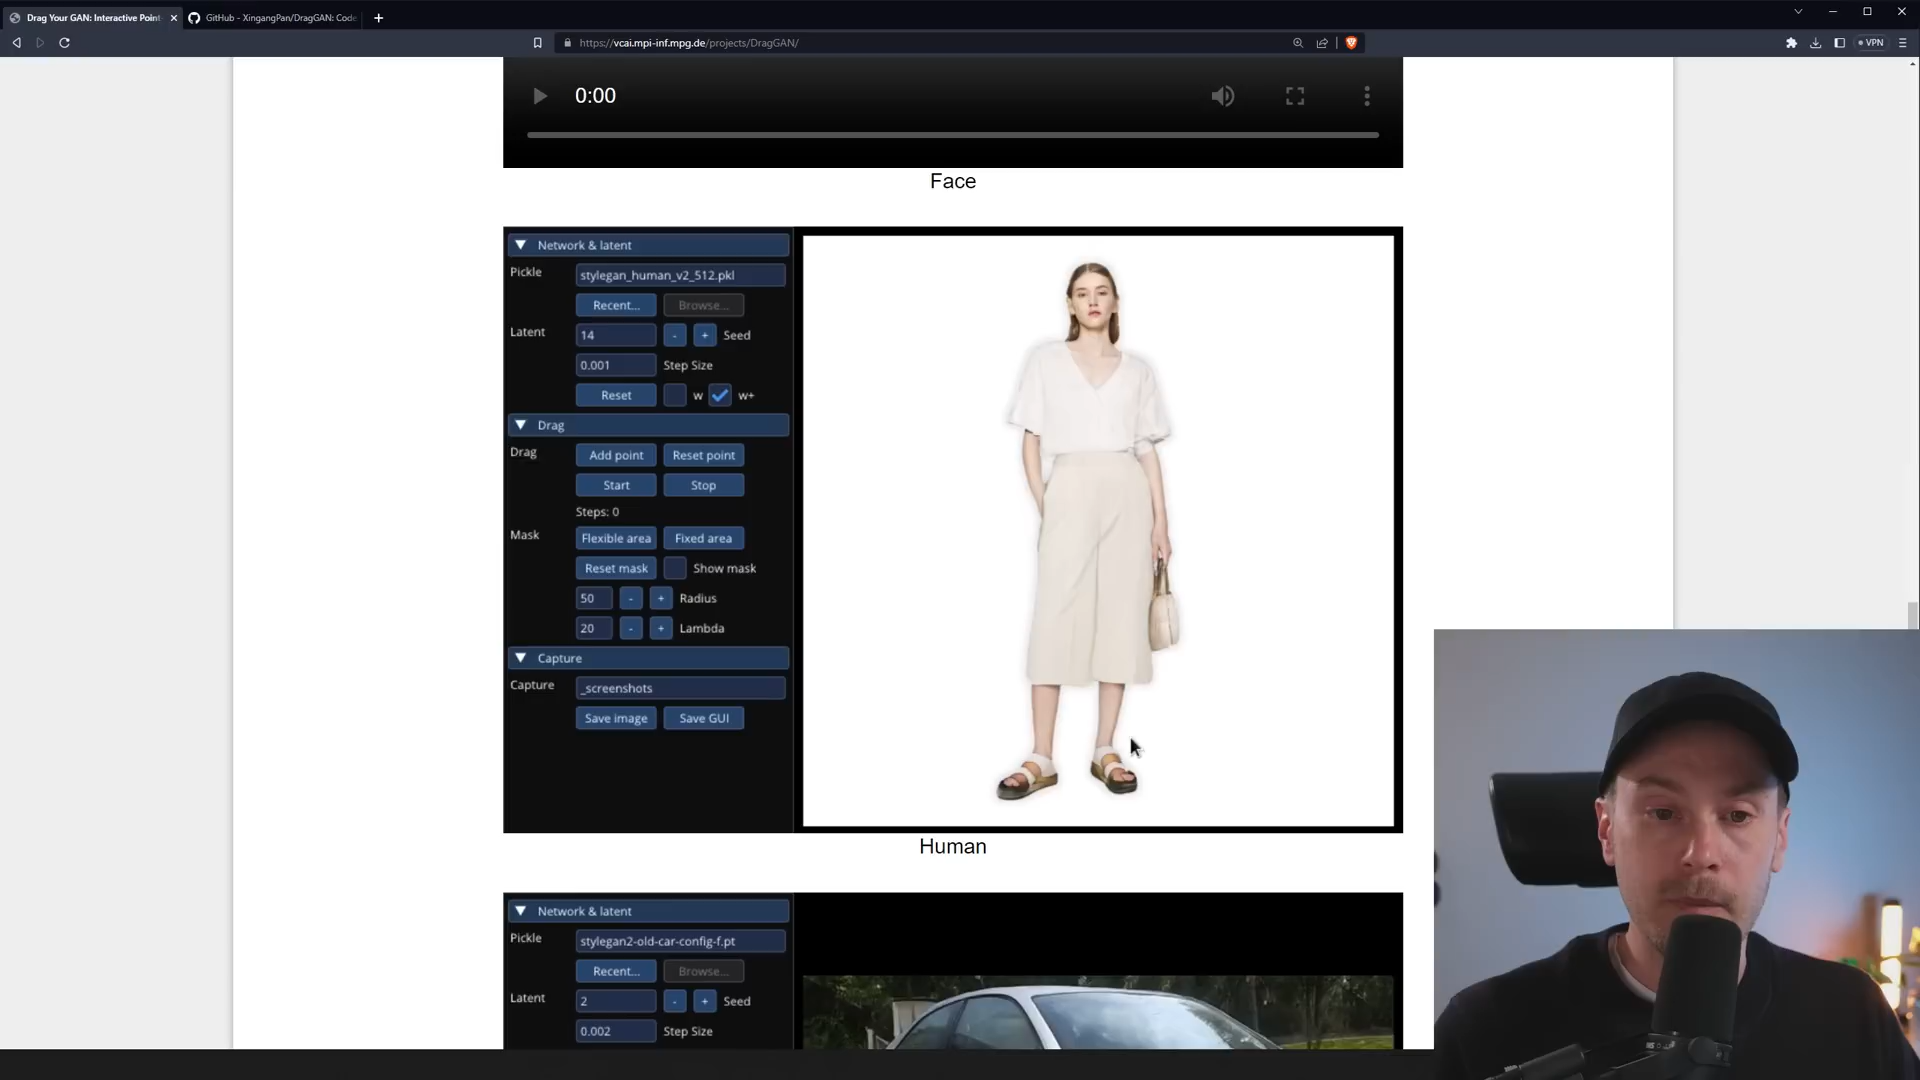 Drag Your GAN: Interactive Point
GitHub - XingangPan/DragGAN: Code
https://vcai.mpi-inf.mpg.de/projects/DragGAN/
VPN
0:00
Face
Network & latent
Pickle stylegan_human_v2_512.pkl
Recent... Browse...
Latent 14 - + Seed
0.001 Step Size
Reset w w+
Drag
Drag Add point Reset point
Start Stop
Steps: 0
Mask Flexible area Fixed area
Reset mask Show mask
50 - + Radius
20 - + Lambda
Capture
Capture _screenshots
Save image Save GUI
Human
Network & latent
Pickle stylegan2-old-car-config-f.pt
Recent... Browse...
Latent 2 - + Seed
0.002 Step Size